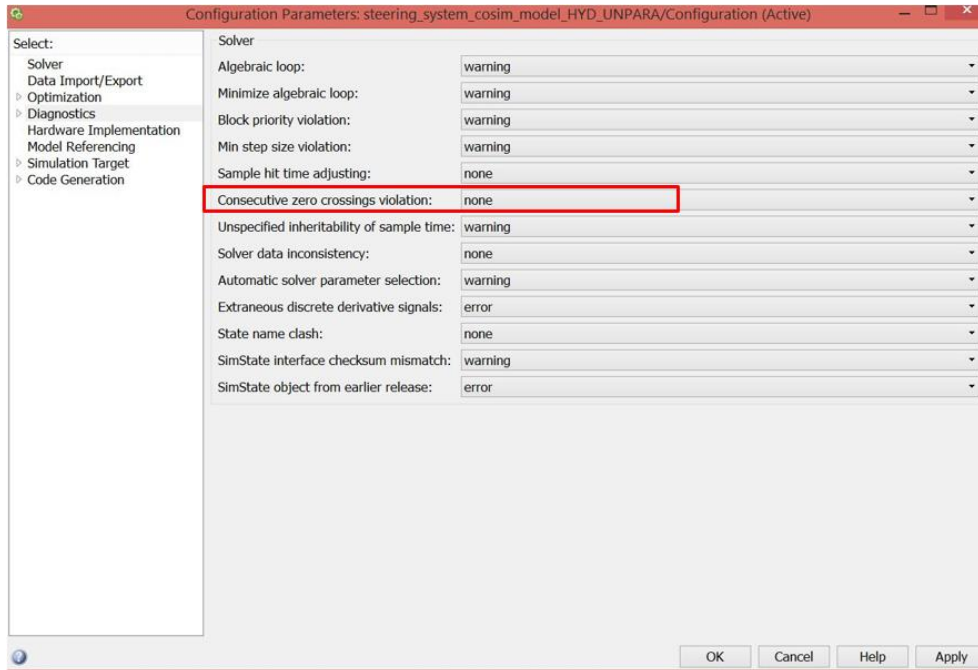 Configuration Parameters: steering_system_cosim_model_HYD_UNPARA/Configuration (Active)
Select:
Solver
Data Import/Export
Optimization
Diagnostics
Hardware Implementation
Model Referencing
Simulation Target
Code Generation
Solver
Algebraic loop: warning
Minimize algebraic loop: warning
Block priority violation: warning
Min step size violation: warning
Sample hit time adjusting: none
Consecutive zero crossings violation: none
Unspecified inheritability of sample time: warning
Solver data inconsistency: none
Automatic solver parameter selection: warning
Extraneous discrete derivative signals: error
State name clash: none
SimState interface checksum mismatch: warning
SimState object from earlier release: error
OK Cancel Help Apply